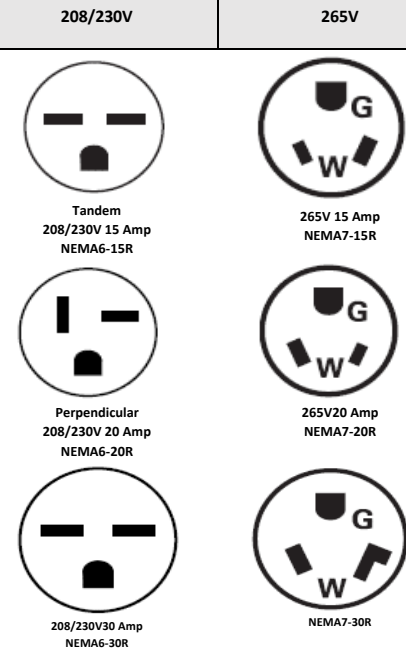 208/230V
265V
G
W
Tandem
208/230V 15 Amp
NEMA6-15R
265V 15 Amp
NEMA7-15R
G
W
Perpendicular
208/230V 20 Amp
NEMA6-20R
265V20 Amp
NEMA7-20R
G
W
208/230V30 Amp
NEMA6-30R
NEMA7-30R